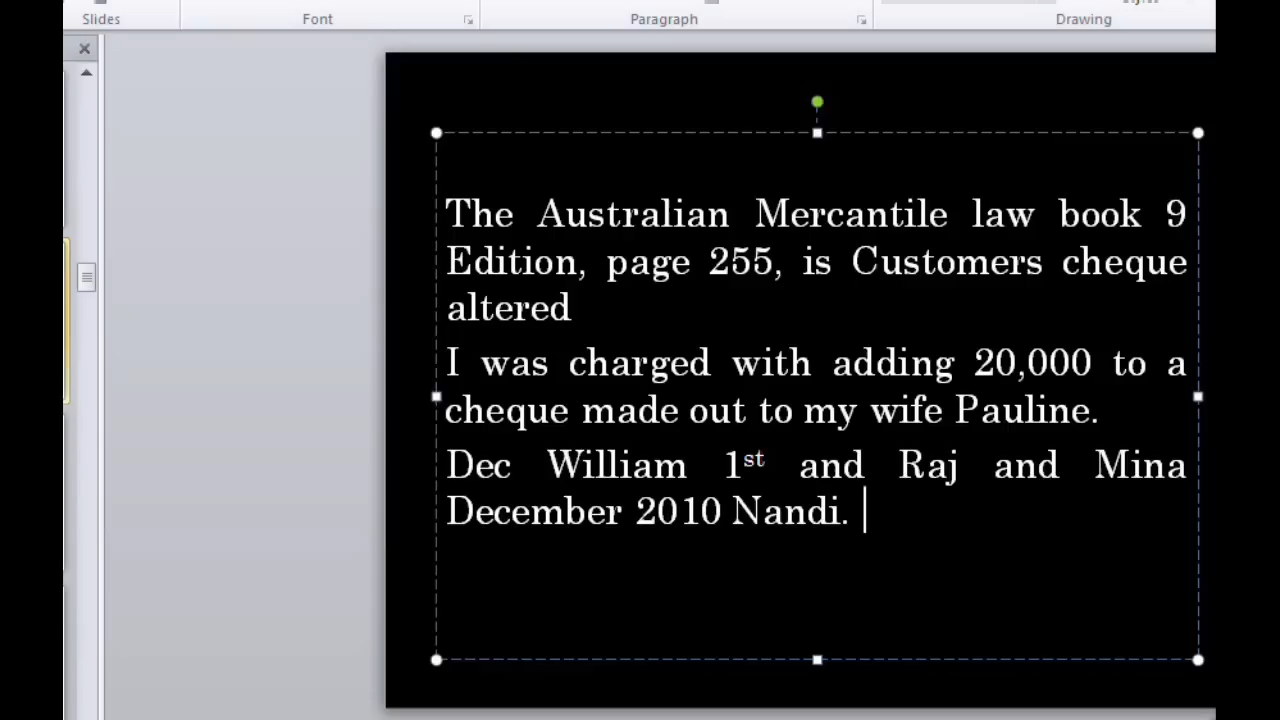 Slides Font Paragraph Drawing
The Australian Mercantile law book 9
Edition, page 255, is Customers cheque
altered
I was charged with adding 20,000 to a
cheque made out to my wife Pauline.
Dec William 1st and Raj and Mina
December 2010 Nandi.